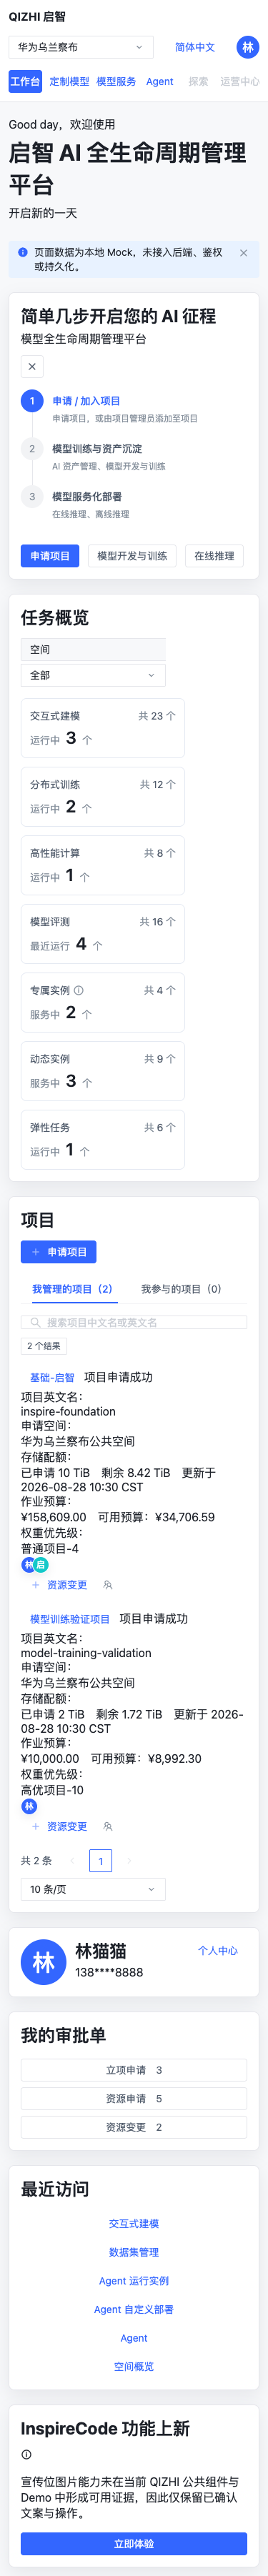 QIZHI 启智
华为乌兰察布
简体中文
林
工作台 定制模型 模型服务 Agent 探索 运营中心
Good day，欢迎使用
启智 AI 全生命周期管理
平台
开启新的一天
页面数据为本地 Mock，未接入后端、鉴权
或持久化。
简单几步开启您的 AI 征程
模型全生命周期管理平台
1 申请 / 加入项目
申请项目，或由项目管理员添加至项目
2 模型训练与资产沉淀
AI 资产管理、模型开发与训练
3 模型服务化部署
在线推理、离线推理
申请项目 模型开发与训练 在线推理
任务概览
空间
全部
交互式建模 共 23 个
运行中 3 个
分布式训练 共 12 个
运行中 2 个
高性能计算 共 8 个
运行中 1 个
模型评测 共 16 个
最近运行 4 个
专属实例 共 4 个
服务中 2 个
动态实例 共 9 个
服务中 3 个
弹性任务 共 6 个
运行中 1 个
项目
申请项目
我管理的项目（2） 我参与的项目（0）
搜索项目中文名或英文名
2 个结果
基础-启智 项目申请成功
项目英文名：
inspire-foundation
申请空间：
华为乌兰察布公共空间
存储配额：
已申请 10 TiB 剩余 8.42 TiB 更新于
2026-08-28 10:30 CST
作业预算：
¥158,609.00 可用预算：¥34,706.59
权重优先级：
普通项目-4
林 启
资源变更
模型训练验证项目 项目申请成功
项目英文名：
model-training-validation
申请空间：
华为乌兰察布公共空间
存储配额：
已申请 2 TiB 剩余 1.72 TiB 更新于 2026-
08-28 10:30 CST
作业预算：
¥10,000.00 可用预算：¥8,992.30
权重优先级：
高优项目-10
林
资源变更
共 2 条 1
10 条/页
林
林猫猫 个人中心
138****8888
我的审批单
立项申请 3
资源申请 5
资源变更 2
最近访问
交互式建模
数据集管理
Agent 运行实例
Agent 自定义部署
Agent
空间概览
InspireCode 功能上新
宣传位图片能力未在当前 QIZHI 公共组件与
Demo 中形成可用证据，因此仅保留已确认
文案与操作。
立即体验